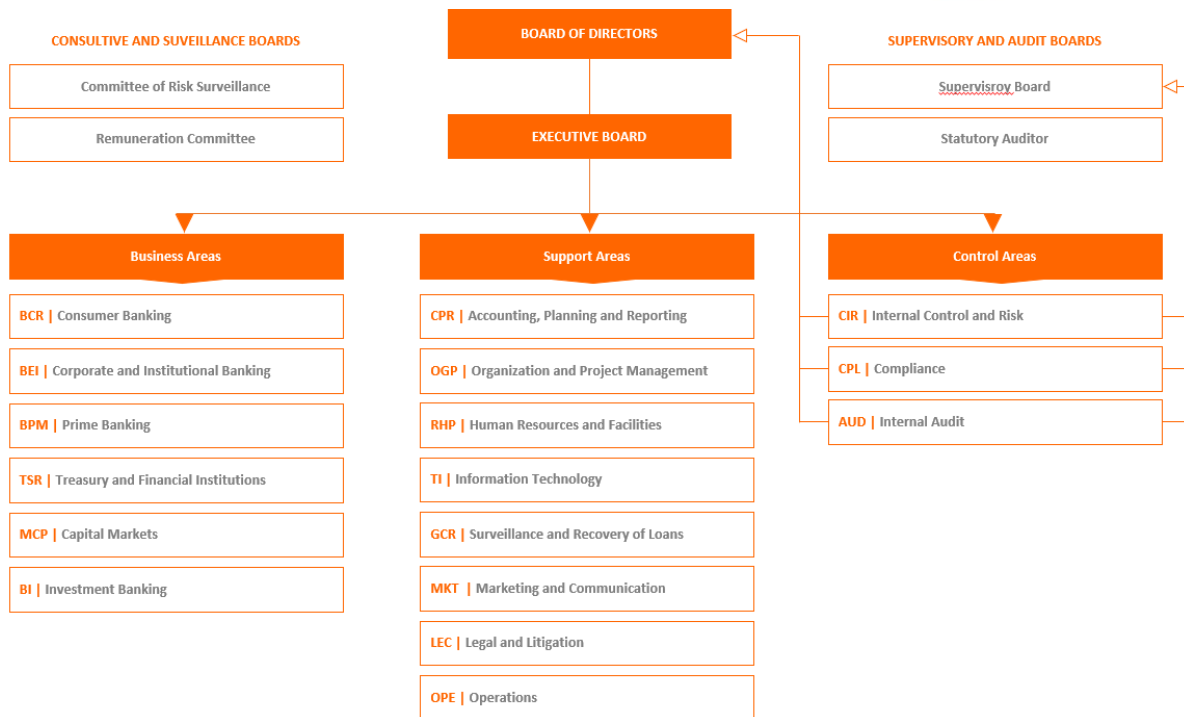 BOARD OF DIRECTORS
CONSULTIVE AND SUVEILLANCE BOARDS
SUPERVISORY AND AUDIT BOARDS
Committee of Risk Surveillance
Supervisroy Board
Remuneration Committee
EXECUTIVE BOARD
Statutory Auditor
Business Areas
BCR | Consumer Banking
BEI | Corporate and Institutional Banking
BPM | Prime Banking
TSR | Treasury and Financial Institutions
MCP | Capital Markets
BI | Investment Banking
Support Areas
CPR | Accounting, Planning and Reporting
OGP | Organization and Project Management
RHP | Human Resources and Facilities
TI | Information Technology
GCR | Surveillance and Recovery of Loans
MKT | Marketing and Communication
LEC | Legal and Litigation
OPE | Operations
Control Areas
CIR | Internal Control and Risk
CPL | Compliance
AUD | Internal Audit